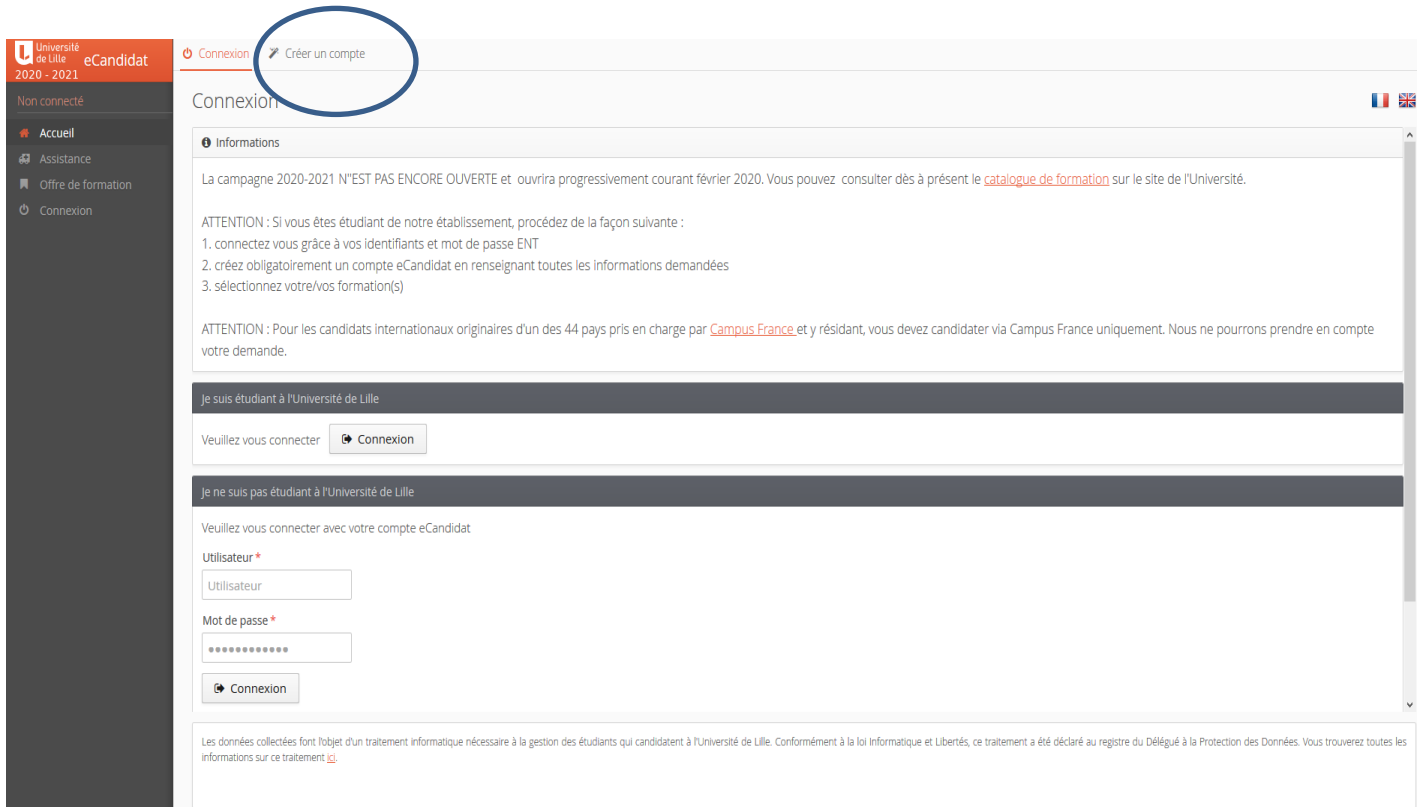 Université
de Lille eCandidat
2020 - 2021
Non connecté
Accueil
Assistance
Offre de formation
Connexion
Connexion Créer un compte
Connexion
Informations
La campagne 2020-2021 N"EST PAS ENCORE OUVERTE et ouvrira progressivement courant février 2020. Vous pouvez consulter dès à présent le catalogue de formation sur le site de l'Université.
ATTENTION : Si vous êtes étudiant de notre établissement, procédez de la façon suivante :
1. connectez vous grâce à vos identifiants et mot de passe ENT
2. créez obligatoirement un compte eCandidat en renseignant toutes les informations demandées
3. sélectionnez votre/vos formation(s)
ATTENTION : Pour les candidats internationaux originaires d'un des 44 pays pris en charge par Campus France et y résidant, vous devez candidater via Campus France uniquement. Nous ne pourrons prendre en compte
votre demande.
Je suis étudiant à l'Université de Lille
Veuillez vous connecter Connexion
Je ne suis pas étudiant à l'Université de Lille
Veuillez vous connecter avec votre compte eCandidat
Utilisateur *
Utilisateur
Mot de passe *
Connexion
Les données collectées font l'objet d'un traitement informatique nécessaire à la gestion des étudiants qui candidatent à l'Université de Lille. Conformément à la loi Informatique et Libertés, ce traitement a été déclaré au registre du Délégué à la Protection des Données. Vous trouverez toutes les
informations sur ce traitement ici.